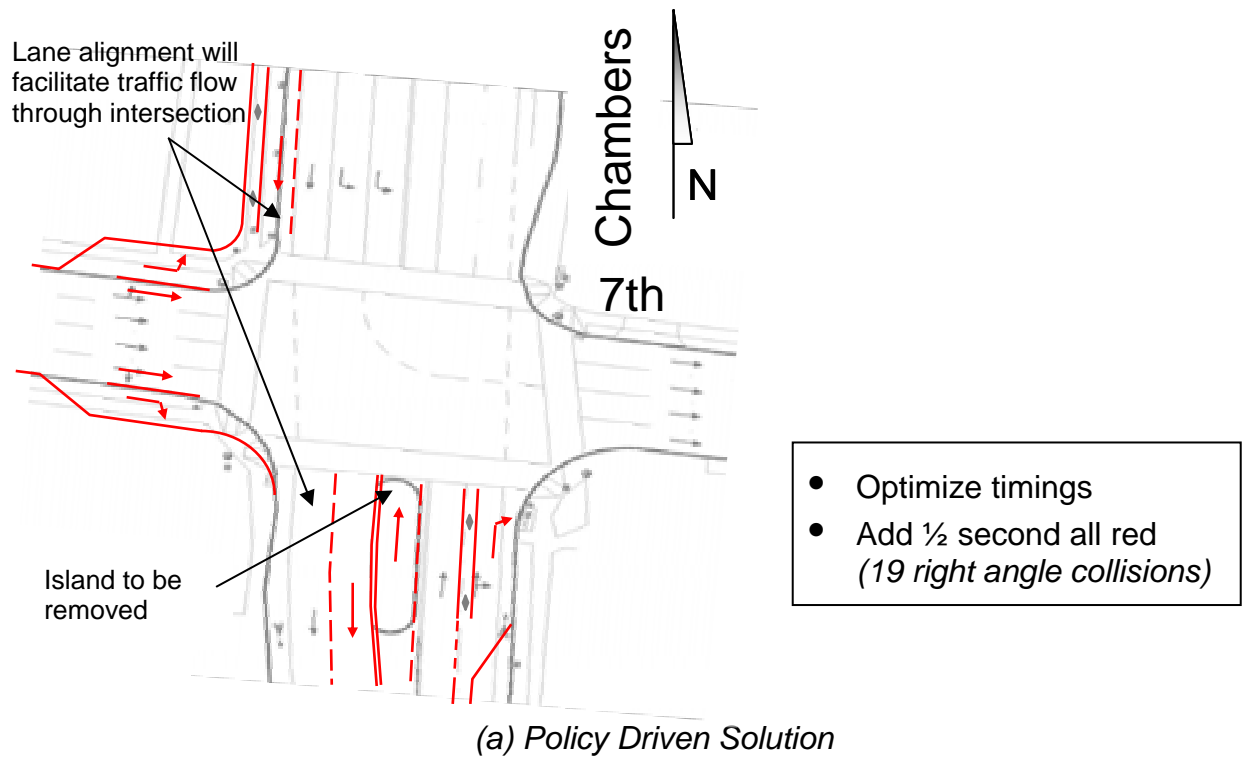 Lane alignment will
facilitate traffic flow
through intersection
Chambers
N
7th
• Optimize timings
• Add ½ second all red
(19 right angle collisions)
Island to be
removed
(a) Policy Driven Solution